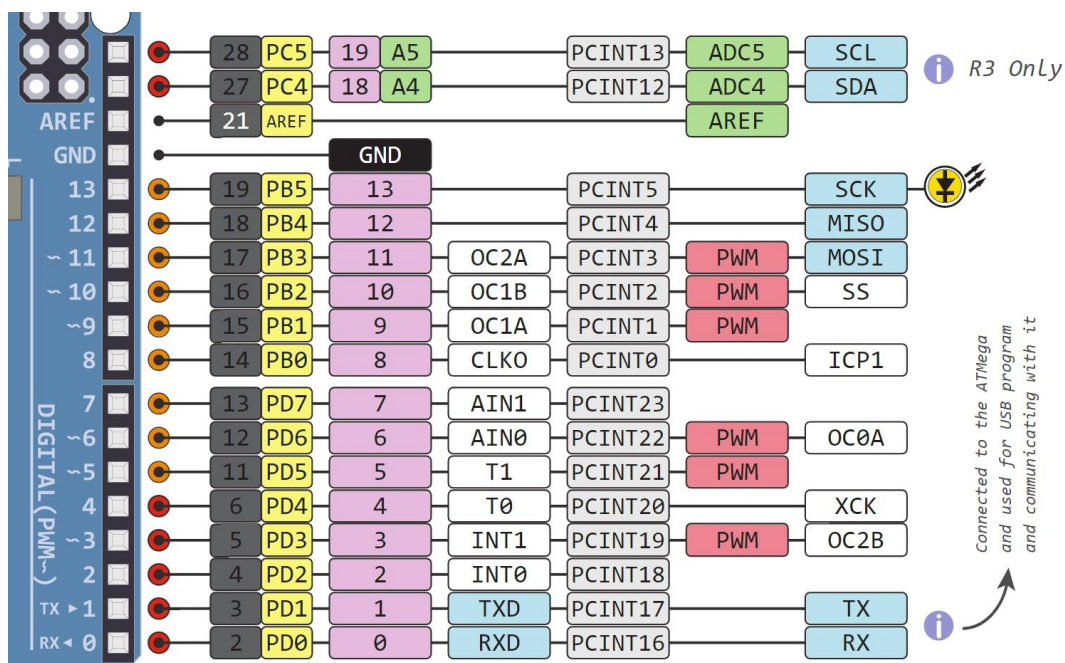 28 PC5 19 A5 PCINT13 ADC5 SCL
R3 Only
27 PC4 18 A4 PCINT12 ADC4 SDA
AREF 21 AREF AREF
GND GND
13 19 PB5 13 PCINT5 SCK
12 18 PB4 12 PCINT4 MISO
~ 11 17 PB3 11 OC2A PCINT3 PWM MOSI
~ 10 16 PB2 10 OC1B PCINT2 PWM SS
~9 15 PB1 9 OC1A PCINT1 PWM
8 14 PB0 8 CLKO PCINT0 ICP1
7 13 PD7 7 AIN1 PCINT23
~6 12 PD6 6 AIN0 PCINT22 PWM OC0A
~5 11 PD5 5 T1 PCINT21 PWM
4 6 PD4 4 T0 PCINT20 XCK
~3 5 PD3 3 INT1 PCINT19 PWM OC2B
2 4 PD2 2 INT0 PCINT18
TX ▸ 1 3 PD1 1 TXD PCINT17 TX
RX ◂ 0 2 PD0 0 RXD PCINT16 RX
DIGITAL(PWM~)
Connected to the ATMega
and used for USB program
and communicating with it